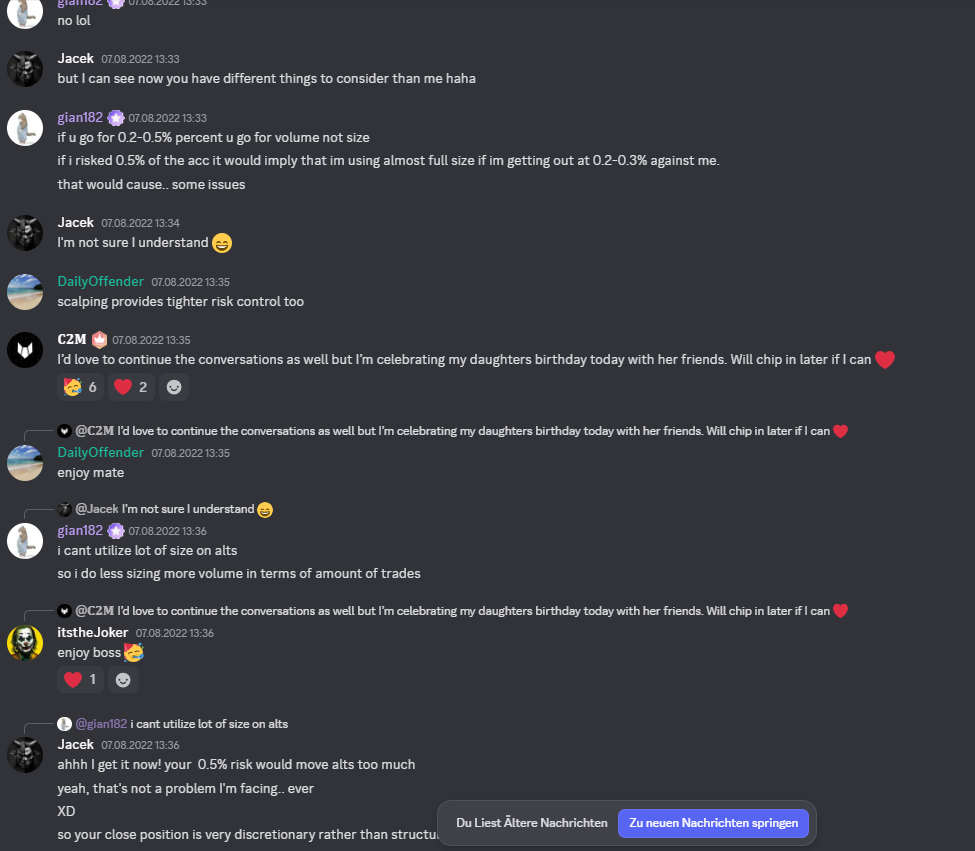 gian182 07.08.2022 13:33
no lol
Jacek 07.08.2022 13:33
but I can see now you have different things to consider than me haha
gian182 07.08.2022 13:33
if u go for 0.2-0.5% percent u go for volume not size
if i risked 0.5% of the acc it would imply that im using almost full size if im getting out at 0.2-0.3% against me.
that would cause.. some issues
Jacek 07.08.2022 13:34
I'm not sure I understand 😄
DailyOffender 07.08.2022 13:35
scalping provides tighter risk control too
C2M 07.08.2022 13:35
I'd love to continue the conversations as well but I'm celebrating my daughters birthday today with her friends. Will chip in later if I can ❤️
🥳 6 ❤️ 2
@C2M I'd love to continue the conversations as well but I'm celebrating my daughters birthday today with her friends. Will chip in later if I can ❤️
DailyOffender 07.08.2022 13:35
enjoy mate
@Jacek I'm not sure I understand 😄
gian182 07.08.2022 13:36
i cant utilize lot of size on alts
so i do less sizing more volume in terms of amount of trades
@C2M I'd love to continue the conversations as well but I'm celebrating my daughters birthday today with her friends. Will chip in later if I can ❤️
itstheJoker 07.08.2022 13:36
enjoy boss 🥳
❤️ 1
@gian182 i cant utilize lot of size on alts
Jacek 07.08.2022 13:36
ahhh I get it now! your 0.5% risk would move alts too much
yeah, that's not a problem I'm facing.. ever
XD
so your close position is very discretionary rather than
Du Liest Ältere Nachrichten Zu neuen Nachrichten springen